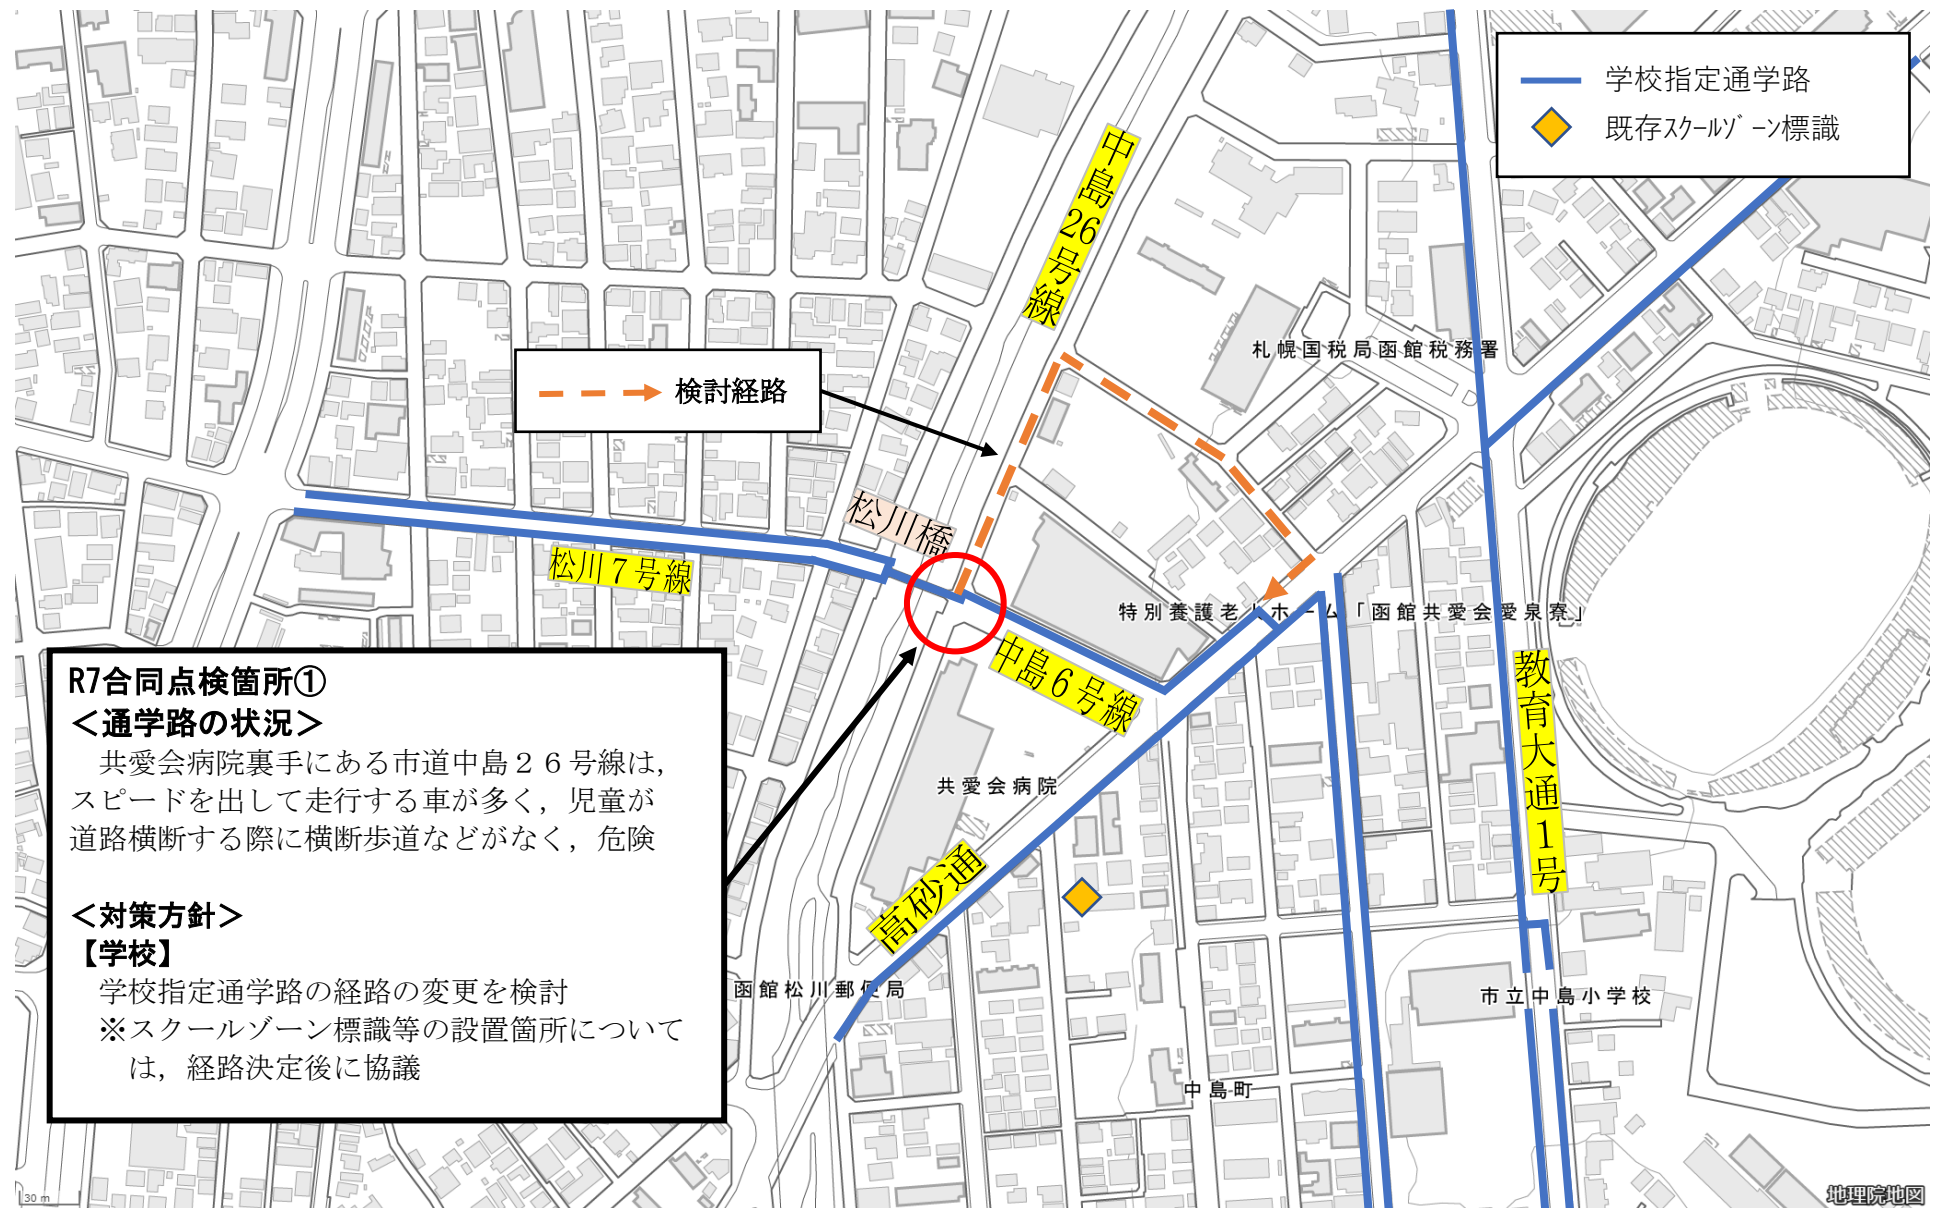 学校指定通学路
既存ｽｸｰﾙｿﾞｰﾝ標識
中島26号線
札幌国税局函館税務署
検討経路
松川橋
松川７号線
特別養護老人ホーム「函館共愛会愛泉寮」
中島６号線
教育大通１号
R7合同点検箇所①
＜通学路の状況＞
共愛会病院裏手にある市道中島２６号線は，
スピードを出して走行する車が多く，児童が
道路横断する際に横断歩道などがなく，危険
＜対策方針＞
【学校】
学校指定通学路の経路の変更を検討
※スクールゾーン標識等の設置箇所について
は，経路決定後に協議
共愛会病院
高砂通
函館松川郵便局
市立中島小学校
中島町
30 m
地理院地図